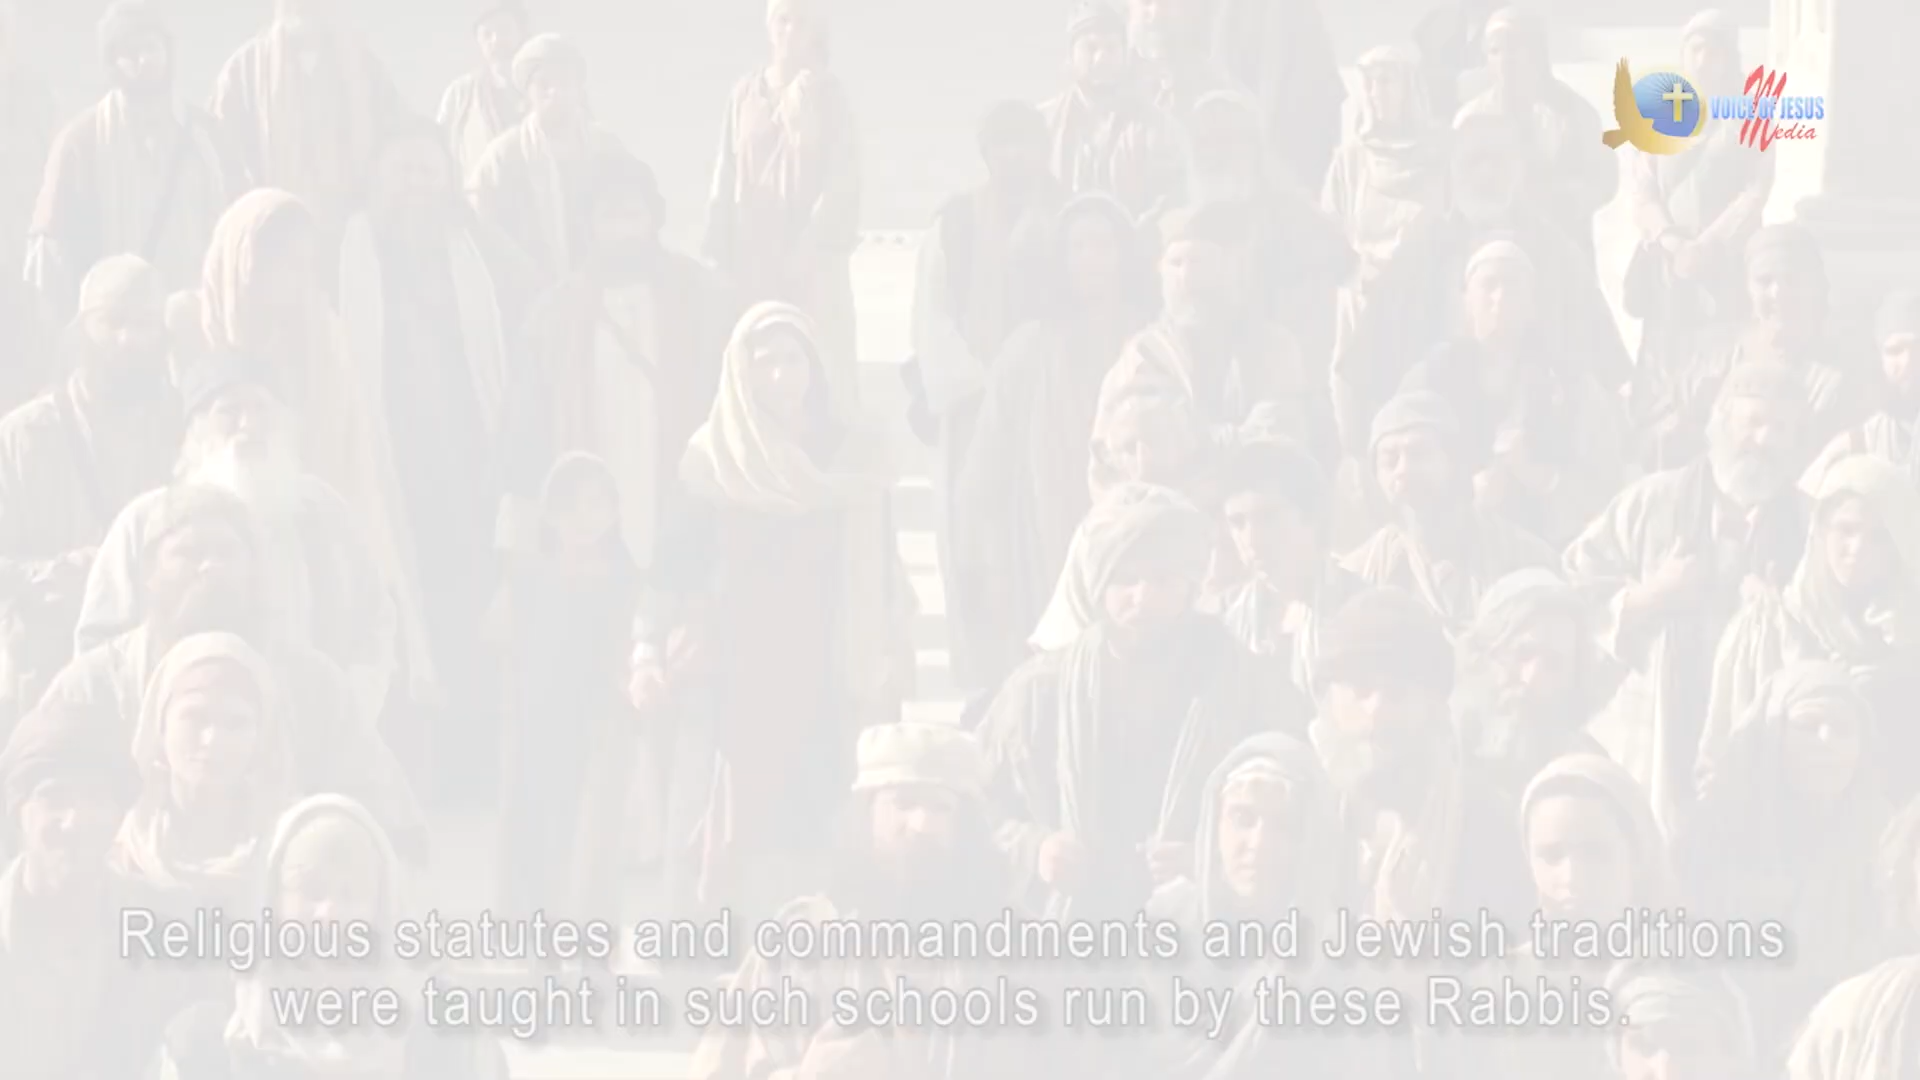 VOICE OF JESUS
Media
Religious statutes and commandments and Jewish traditions
were taught in such schools run by these Rabbis.